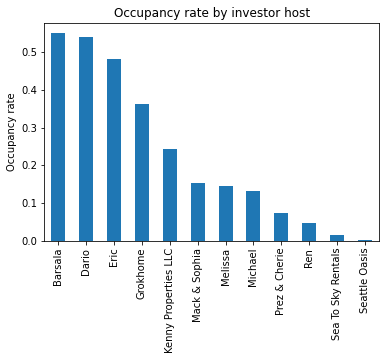 Occupancy rate by investor host
Occupancy rate
0.5
0.4
0.3
0.2
0.1
0.0
Barsala
Dario
Eric
Grokhome
Kenny Properties LLC
Mack & Sophia
Melissa
Michael
Prez & Cherie
Ren
Sea To Sky Rentals
Seattle Oasis